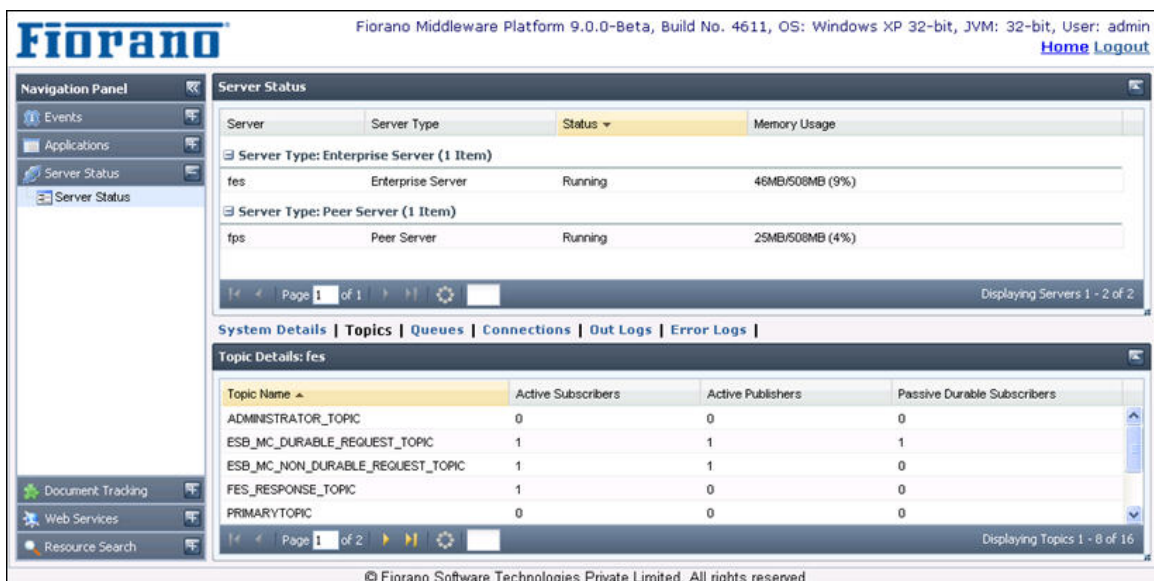 Fiorano
Fiorano Middleware Platform 9.0.0-Beta, Build No. 4611, OS: Windows XP 32-bit, JVM: 32-bit, User: admin
Home Logout
Navigation Panel
Events
Applications
Server Status
Server Status
Document Tracking
Web Services
Resource Search
Server Status
Server Server Type Status Memory Usage
Server Type: Enterprise Server (1 Item)
fes Enterprise Server Running 46MB/508MB (9%)
Server Type: Peer Server (1 Item)
fps Peer Server Running 25MB/508MB (4%)
Page 1 of 1 Displaying Servers 1 - 2 of 2
System Details | Topics | Queues | Connections | Out Logs | Error Logs |
Topic Details: fes
Topic Name Active Subscribers Active Publishers Passive Durable Subscribers
ADMINISTRATOR_TOPIC 0 0 0
ESB_MC_DURABLE_REQUEST_TOPIC 1 1 1
ESB_MC_NON_DURABLE_REQUEST_TOPIC 1 1 0
FES_RESPONSE_TOPIC 1 0 0
PRIMARYTOPIC 0 0 0
Page 1 of 2 Displaying Topics 1 - 8 of 16
© Fiorano Software Technologies Private Limited. All rights reserved